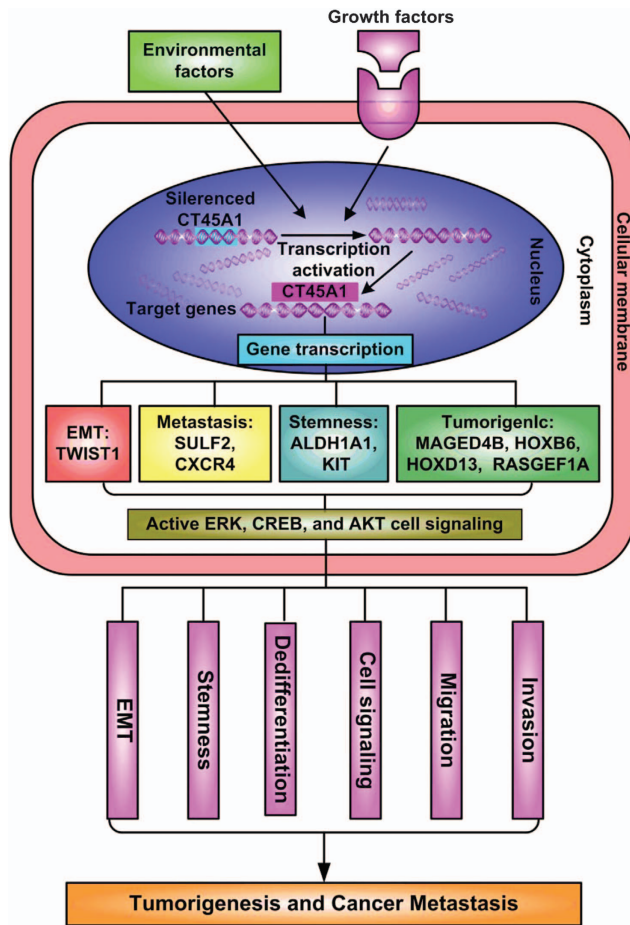 Growth factors
Environmental
factors
Silerenced
CT45A1
Transcription
activation
CT45A1
Target genes
Nucleus
Cytoplasm
Cellular membrane
Gene transcription
EMT:
TWIST1
Metastasis:
SULF2,
CXCR4
Stemness:
ALDH1A1,
KIT
TumorigenIc:
MAGED4B, HOXB6,
HOXD13, RASGEF1A
Active ERK, CREB, and AKT cell signaling
EMT
Stemness
Dedifferentiation
Cell signaling
Migration
Invasion
Tumorigenesis and Cancer Metastasis